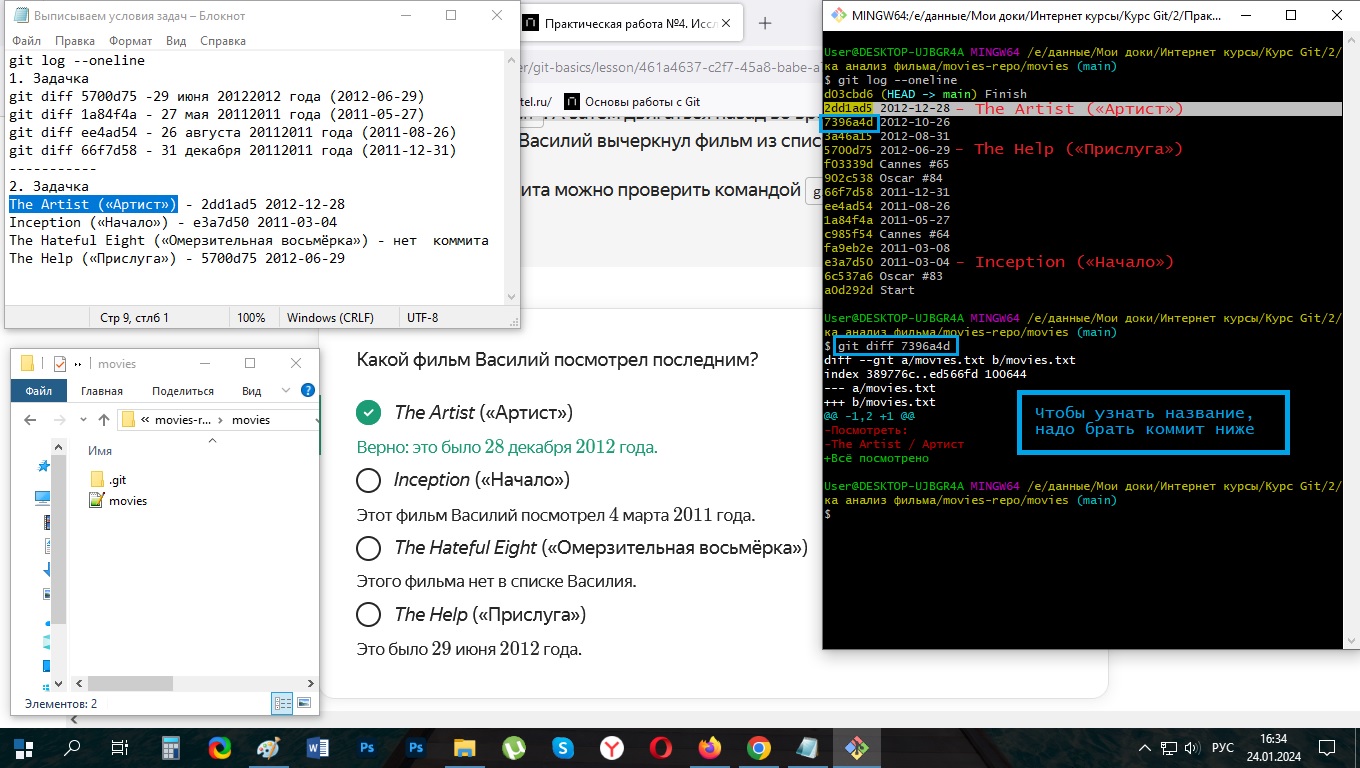 Выписываем условия задач – Блокнот
Файл Правка Формат Вид Справка
git log --oneline
1. Задачка
git diff 5700d75 -29 июня 20122012 года (2012-06-29)
git diff 1a84f4a - 27 мая 20112011 года (2011-05-27)
git diff ee4ad54 - 26 августа 20112011 года (2011-08-26)
git diff 66f7d58 - 31 декабря 20112011 года (2011-12-31)
-----------
2. Задачка
The Artist («Артист») - 2dd1ad5 2012-12-28
Inception («Начало») - e3a7d50 2011-03-04
The Hateful Eight («Омерзительная восьмёрка») - нет коммита
The Help («Прислуга») - 5700d75 2012-06-29
Стр 9, стлб 1 100% Windows (CRLF) UTF-8
movies
Файл Главная Поделиться Вид
movies-r... movies
Имя
.git
movies
Элементов: 2
Практическая работа №4. Иссл
er/git-basics/lesson/461a4637-c2f7-45a8-babe-a
tel.ru/ Основы работы с Git
Василий вычеркнул фильм из спис
ита можно проверить командой g
Какой фильм Василий посмотрел последним?
The Artist («Артист»)
Верно: это было 28 декабря 2012 года.
Inception («Начало»)
Этот фильм Василий посмотрел 4 марта 2011 года.
The Hateful Eight («Омерзительная восьмёрка»)
Этого фильма нет в списке Василия.
The Help («Прислуга»)
Это было 29 июня 2012 года.
MINGW64:/e/данные/Мои доки/Интернет курсы/Курс Git/2/Прак...
User@DESKTOP-UJBGR4A MINGW64 /e/данные/Мои доки/Интернет курсы/Курс Git/2/
ка анализ фильма/movies-repo/movies (main)
$ git log --oneline
d03cbd6 (HEAD -> main) Finish
2dd1ad5 2012-12-28 – The Artist («Артист»)
7396a4d 2012-10-26
3a46a15 2012-08-31
5700d75 2012-06-29 – The Help («Прислуга»)
f03339d Cannes #65
902c538 Oscar #84
66f7d58 2011-12-31
ee4ad54 2011-08-26
1a84f4a 2011-05-27
c985f54 Cannes #64
fa9eb2e 2011-03-08
e3a7d50 2011-03-04 – Inception («Начало»)
6c537a6 Oscar #83
a0d292d Start
User@DESKTOP-UJBGR4A MINGW64 /e/данные/Мои доки/Интернет курсы/Курс Git/2/
ка анализ фильма/movies-repo/movies (main)
$ git diff 7396a4d
diff --git a/movies.txt b/movies.txt
index 389776c..ed566fd 100644
--- a/movies.txt
+++ b/movies.txt
@@ -1,2 +1 @@
-Посмотреть:
-The Artist / Артист
+Всё посмотрено
Чтобы узнать название,
надо брать коммит ниже
User@DESKTOP-UJBGR4A MINGW64 /e/данные/Мои доки/Интернет курсы/Курс Git/2/
ка анализ фильма/movies-repo/movies (main)
$
Ps Ps
РУС 16:34
24.01.2024